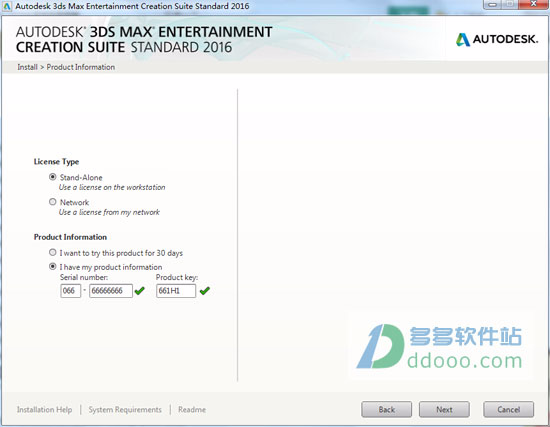 Autodesk 3ds Max Entertainment Creation Suite Standard 2016
AUTODESK® 3DS MAX® ENTERTAINMENT
CREATION SUITE STANDARD 2016
AUTODESK.
Install > Product Information
License Type
Stand-Alone
Use a license on the workstation
Network
Use a license from my network
Product Information
I want to try this product for 30 days
I have my product information
Serial number: Product key:
066 - 66666666 661H1
多多软件站
ddooo.com
Installation Help | System Requirements | Readme
Back Next Cancel